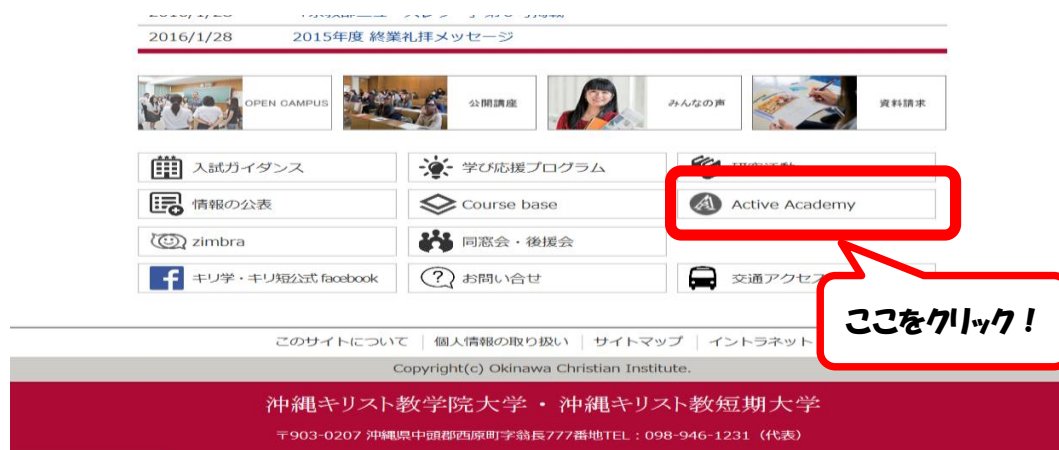 2016/1/28 2015年度 終業礼拝メッセージ
OPEN CAMPUS 公開講座 みんなの声 資料請求
入試ガイダンス 学び応援プログラム
情報の公表 Course base Active Academy
zimbra 同窓会・後援会
キリ学・キリ短公式 facebook お問い合せ 交通アクセス
ここをクリック！
このサイトについて 個人情報の取り扱い サイトマップ イントラネット
Copyright(c) Okinawa Christian Institute.
沖縄キリスト教学院大学・沖縄キリスト教短期大学
〒903-0207 沖縄県中頭郡西原町字翁長777番地TEL：098-946-1231（代表）